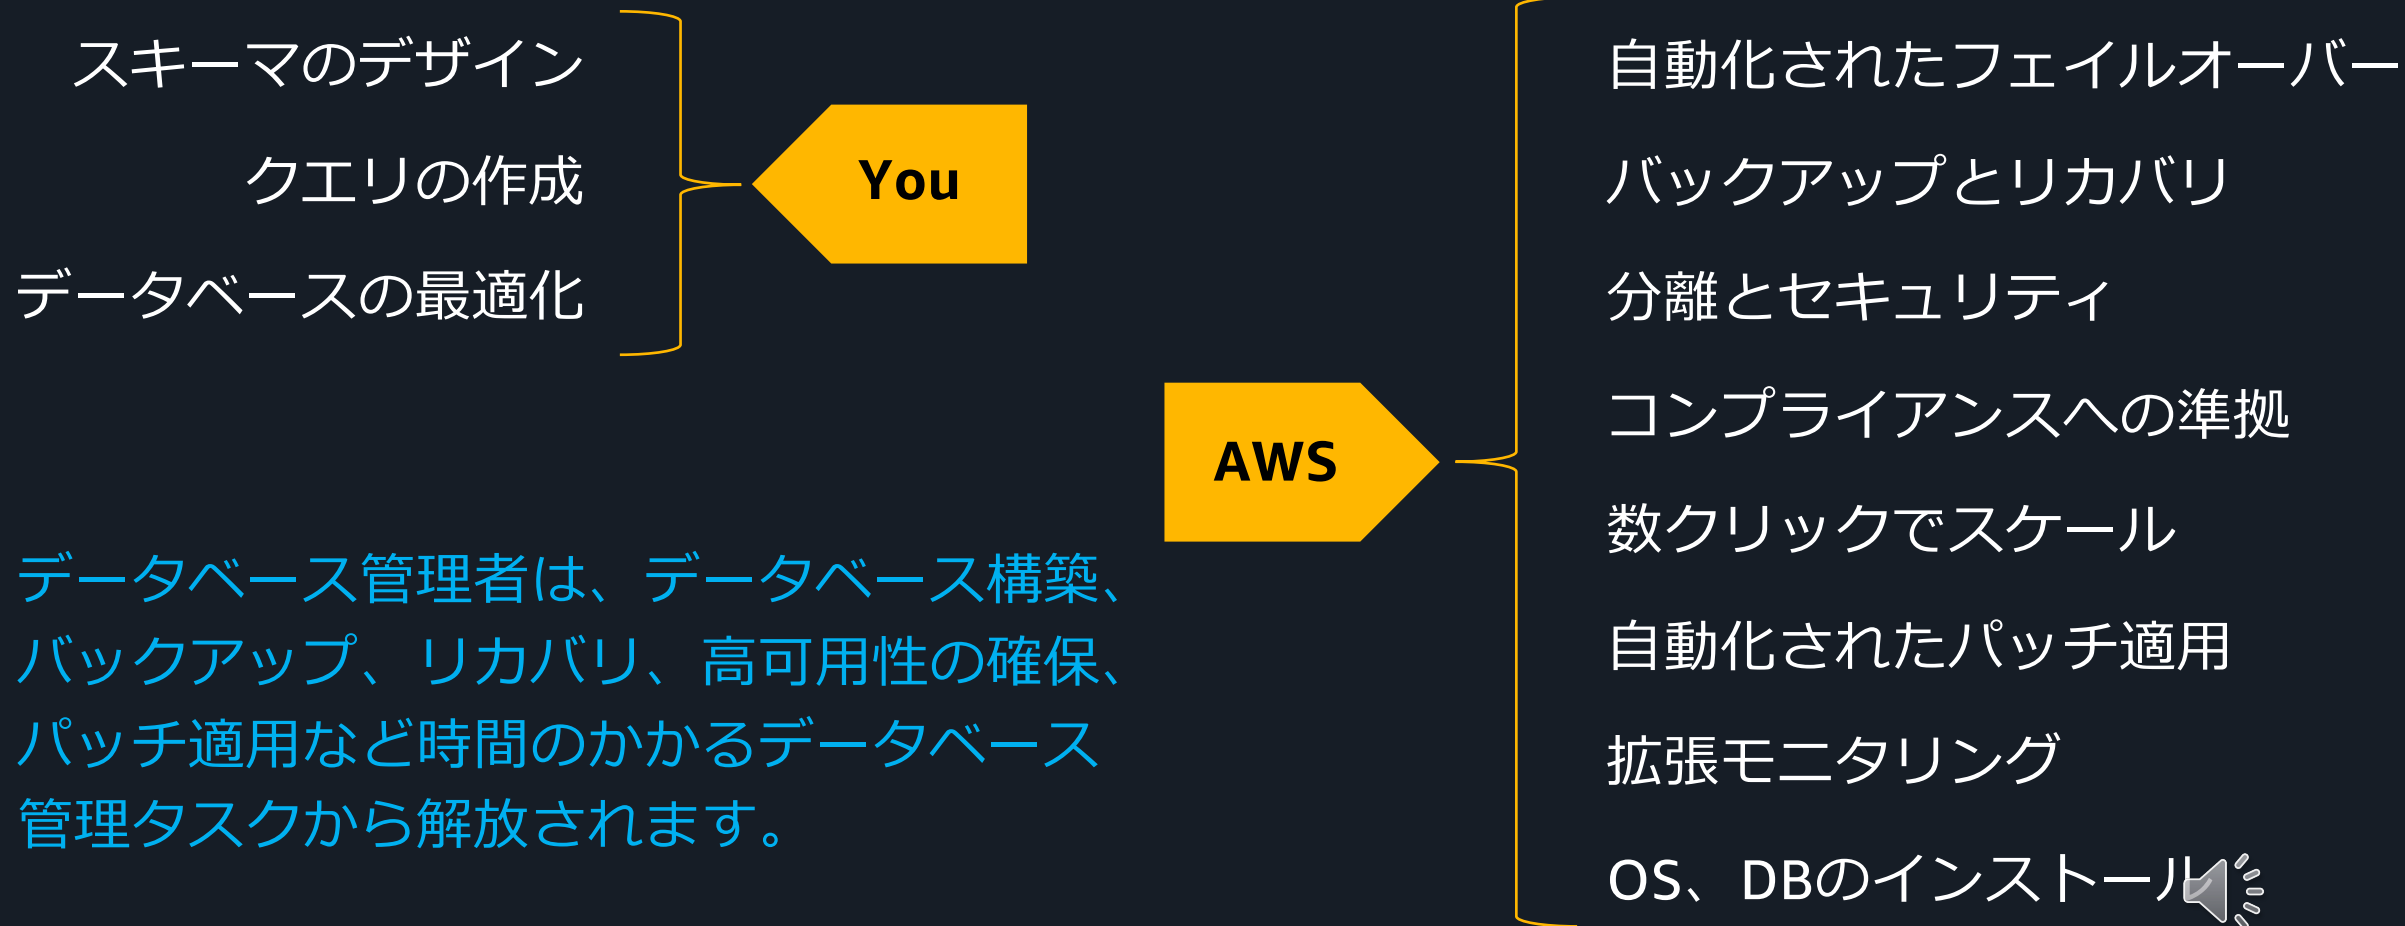 スキーマのデザイン
クエリの作成
データベースの最適化
You
AWS
自動化されたフェイルオーバー
バックアップとリカバリ
分離とセキュリティ
コンプライアンスへの準拠
数クリックでスケール
自動化されたパッチ適用
拡張モニタリング
OS、DBのインストール
データベース管理者は、データベース構築、
バックアップ、リカバリ、高可用性の確保、
パッチ適用など時間のかかるデータベース
管理タスクから解放されます。